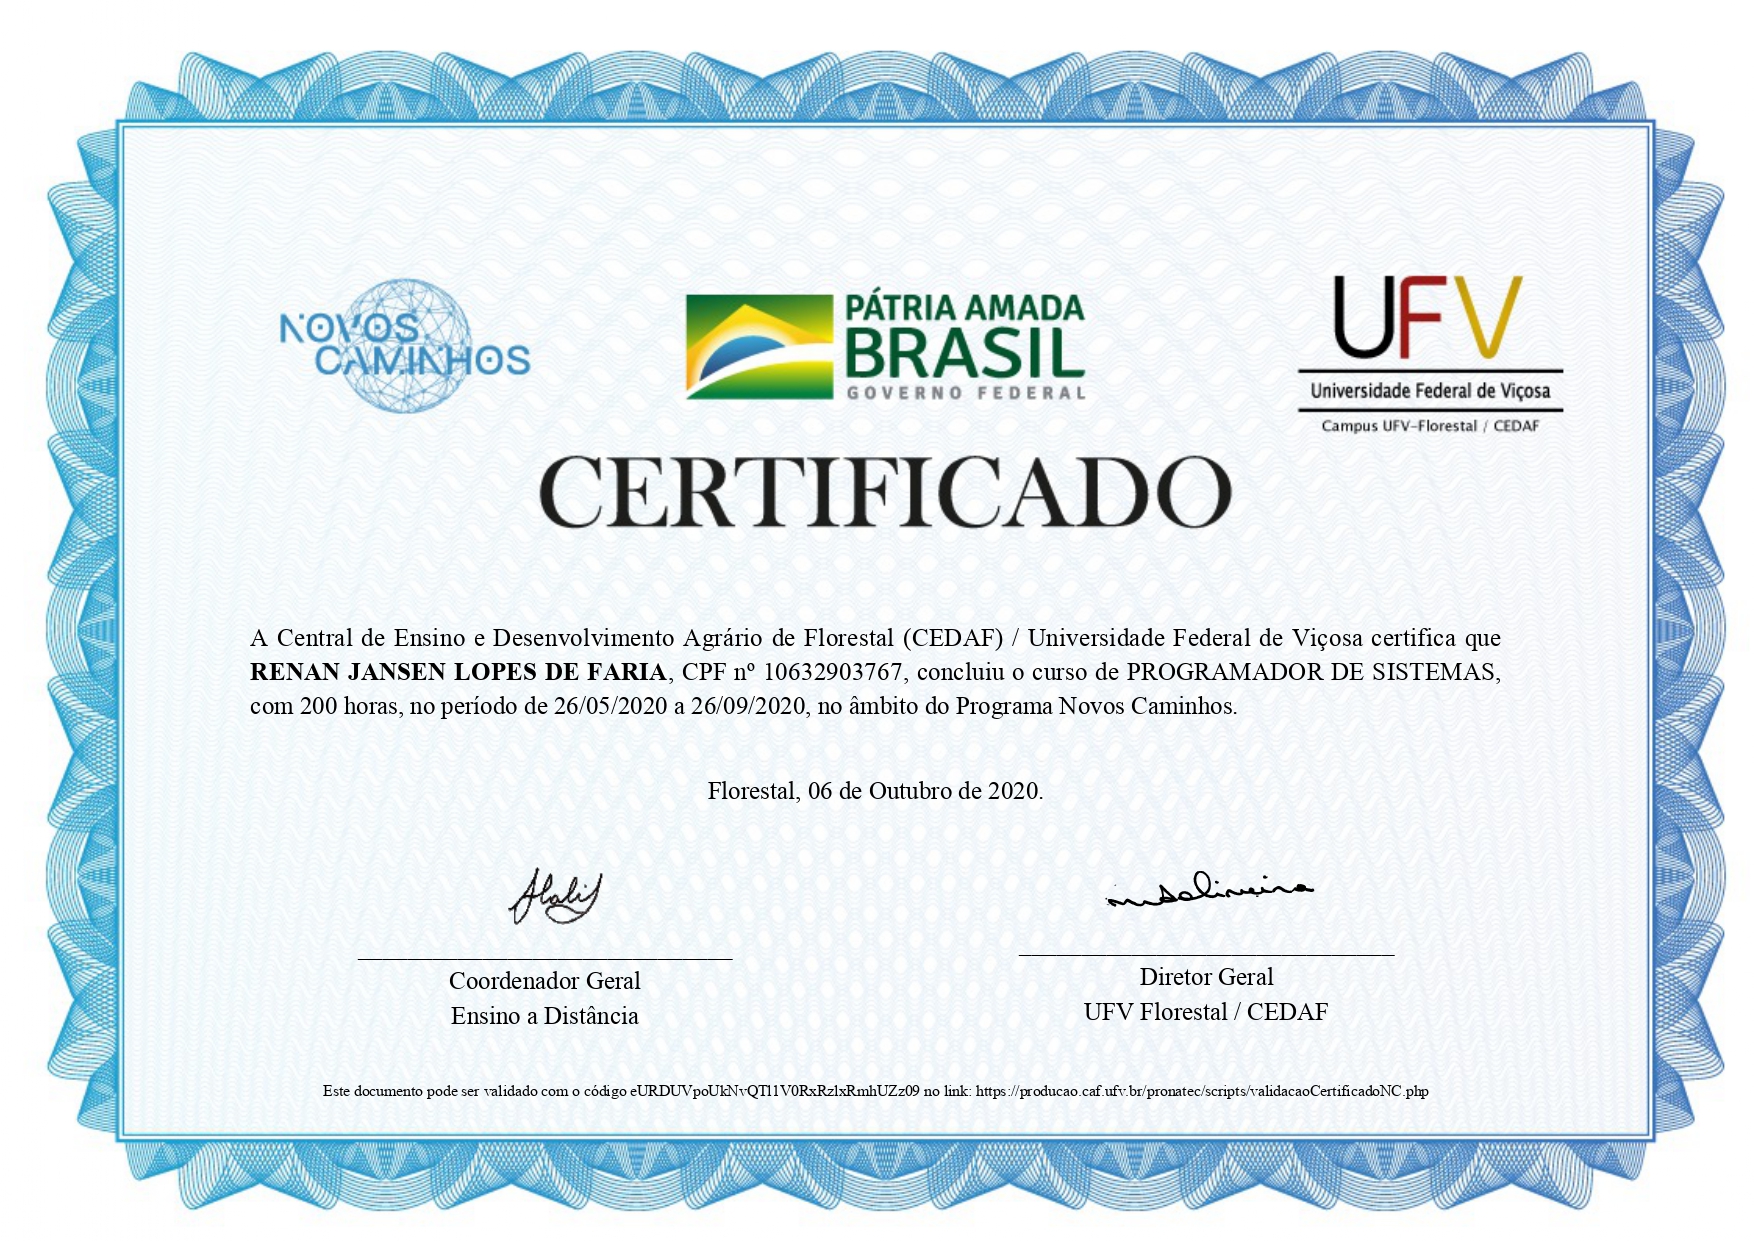 NOVOS
CAMINHOS
PÁTRIA AMADA
BRASIL
GOVERNO FEDERAL
UFV
Universidade Federal de Viçosa
Campus UFV-Florestal / CEDAF
CERTIFICADO
A Central de Ensino e Desenvolvimento Agrário de Florestal (CEDAF) / Universidade Federal de Viçosa certifica que
RENAN JANSEN LOPES DE FARIA, CPF nº 10632903767, concluiu o curso de PROGRAMADOR DE SISTEMAS,
com 200 horas, no período de 26/05/2020 a 26/09/2020, no âmbito do Programa Novos Caminhos.
Florestal, 06 de Outubro de 2020.
Coordenador Geral
Ensino a Distância
Diretor Geral
UFV Florestal / CEDAF
Este documento pode ser validado com o código eURDUVpoUkNvQTl1V0RxRzlxRmhUZz09 no link: https://producao.caf.ufv.br/pronatec/scripts/validacaoCertificadoNC.php